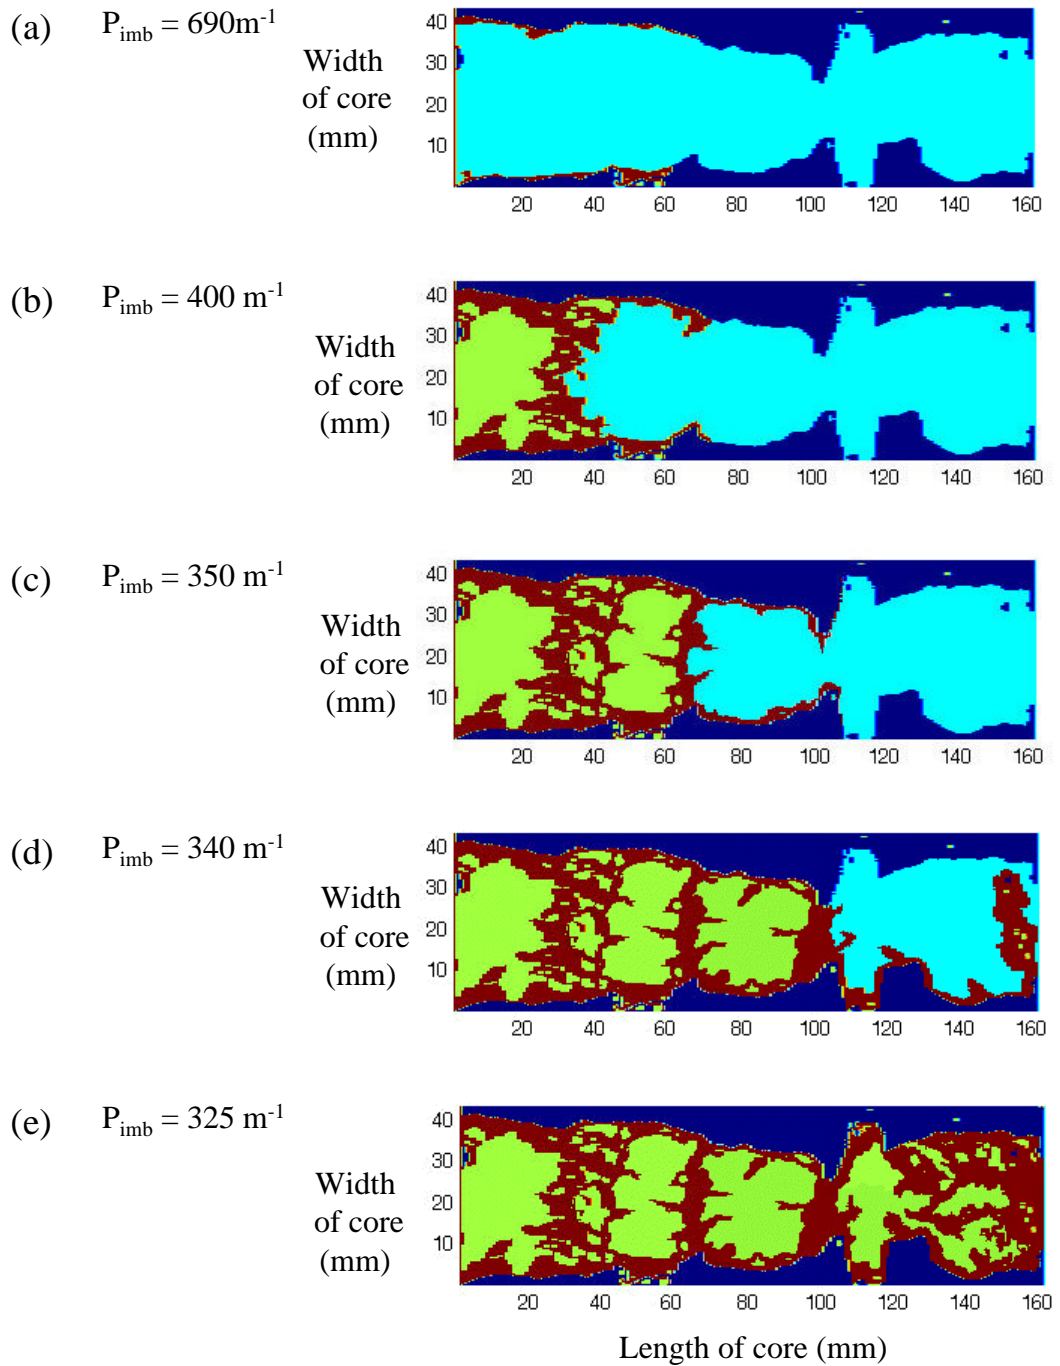 (a) P_imb = 690m⁻¹
Width
of core
(mm)
40
30
20
10
20 40 60 80 100 120 140 160
(b) P_imb = 400 m⁻¹
Width
of core
(mm)
40
30
20
10
20 40 60 80 100 120 140 160
(c) P_imb = 350 m⁻¹
Width
of core
(mm)
40
30
20
10
20 40 60 80 100 120 140 160
(d) P_imb = 340 m⁻¹
Width
of core
(mm)
40
30
20
10
20 40 60 80 100 120 140 160
(e) P_imb = 325 m⁻¹
Width
of core
(mm)
40
30
20
10
20 40 60 80 100 120 140 160
Length of core (mm)